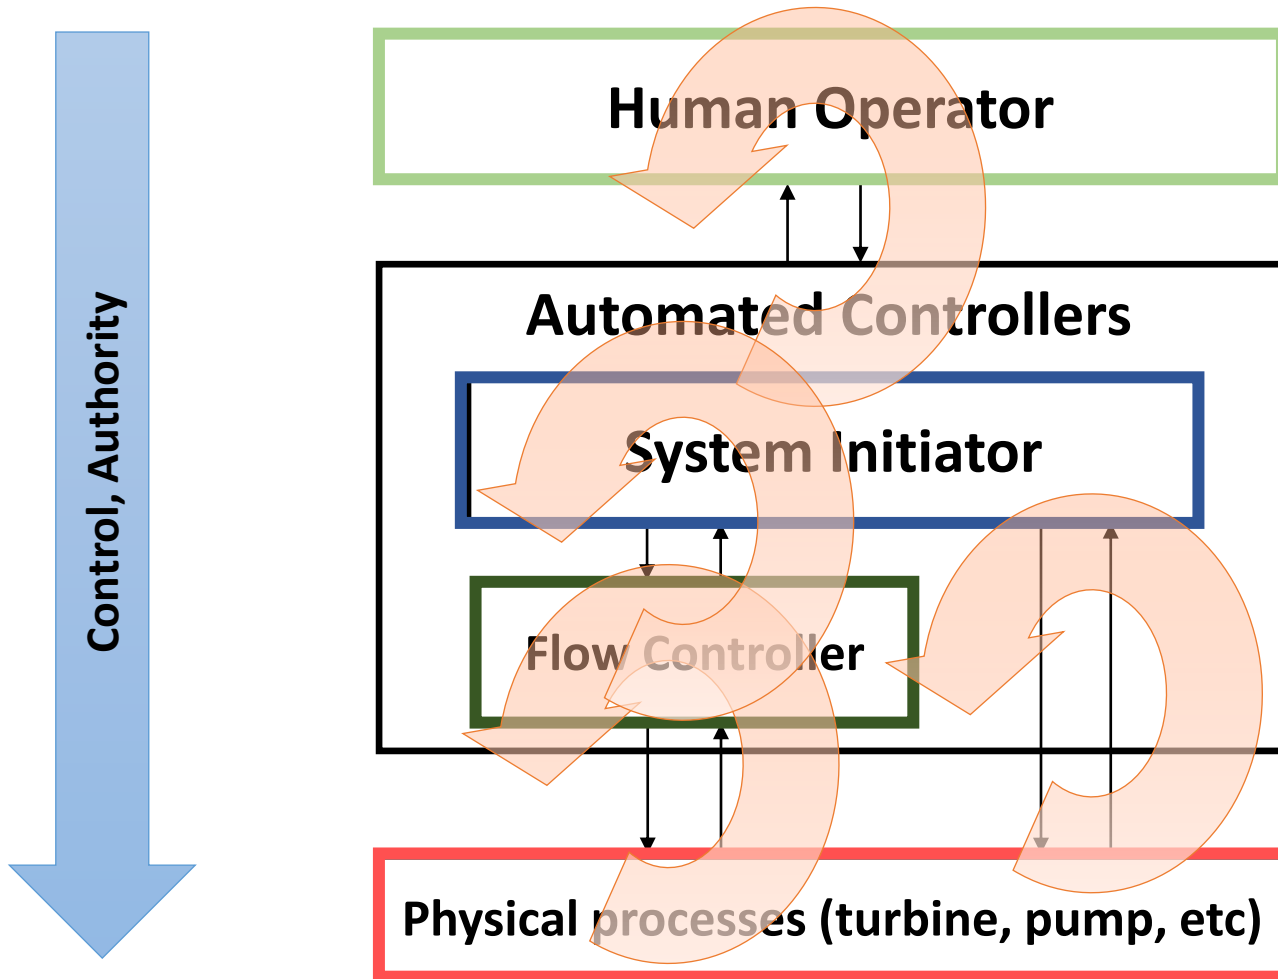 Control, Authority
Human Operator
Automated Controllers
System Initiator
Flow Controller
Physical processes (turbine, pump, etc)